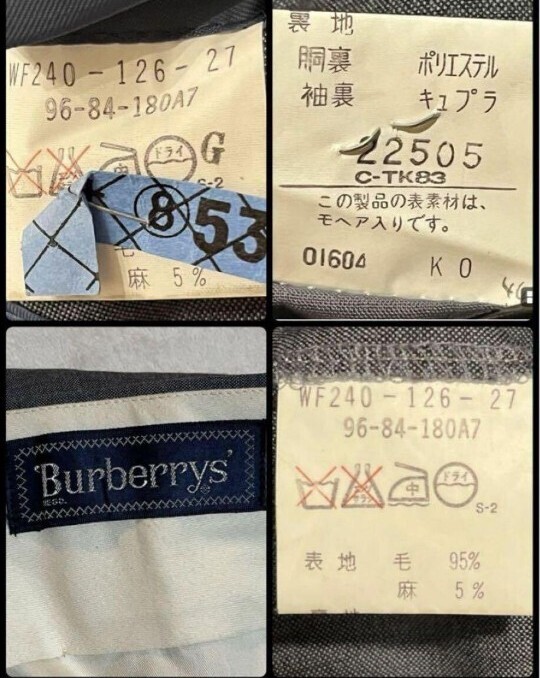 WF240-126-27
96-84-180A7
ドライ
G
S-2
8 53
毛
麻 5%
裏地
胴裏 ポリエステル
袖裏 キュプラ
22505
C-TK83
この製品の表素材は、
モヘア入りです。
01604 KO
Burberrys'
REGD.
WF240-126-27
96-84-180A7
中
ドライ
S-2
表地 毛 95%
麻 5%